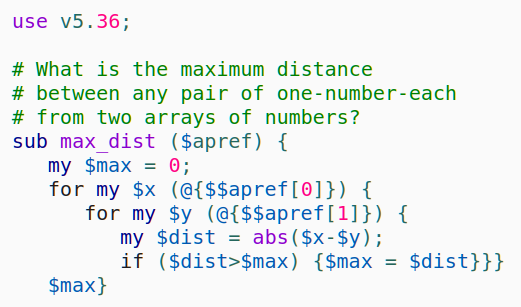 use v5.36;

# What is the maximum distance
# between any pair of one-number-each
# from two arrays of numbers?
sub max_dist ($apref) {
   my $max = 0;
   for my $x (@{$$apref[0]}) {
      for my $y (@{$$apref[1]}) {
         my $dist = abs($x-$y);
         if ($dist>$max) {$max = $dist}}}
   $max}